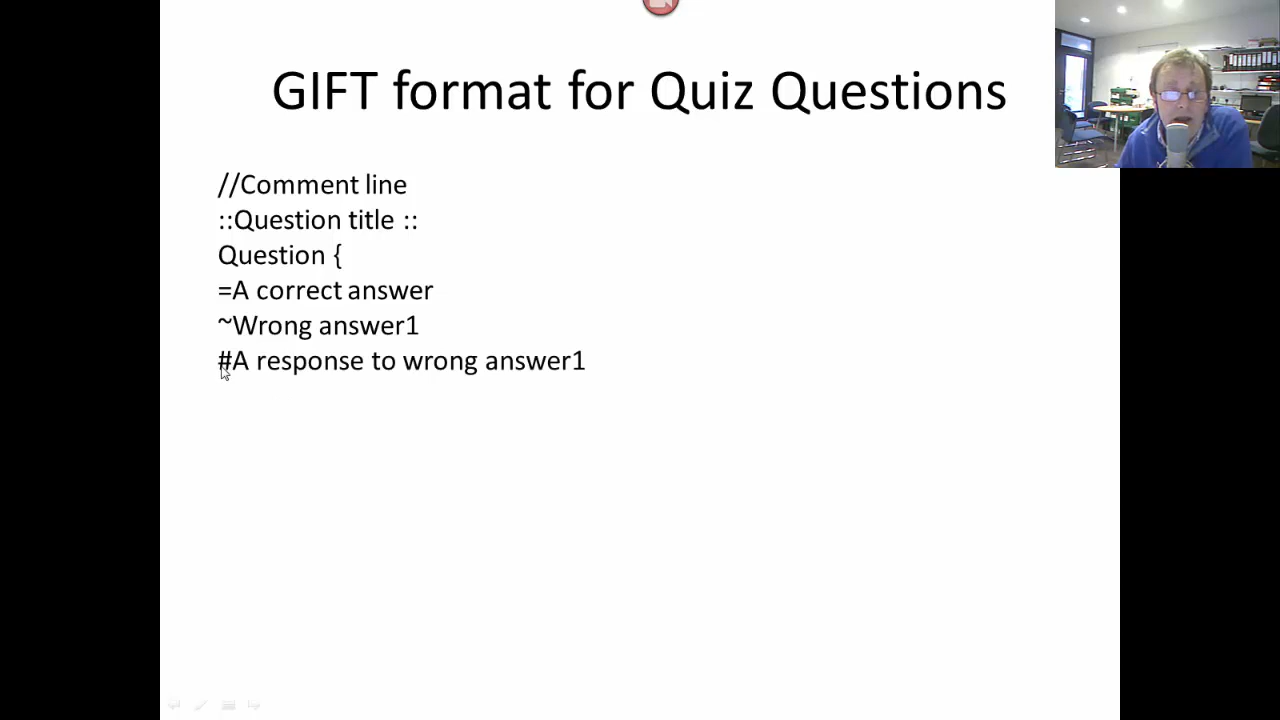 GIFT format for Quiz Questions
//Comment line
::Question title ::
Question {
=A correct answer
~Wrong answer1
#A response to wrong answer1